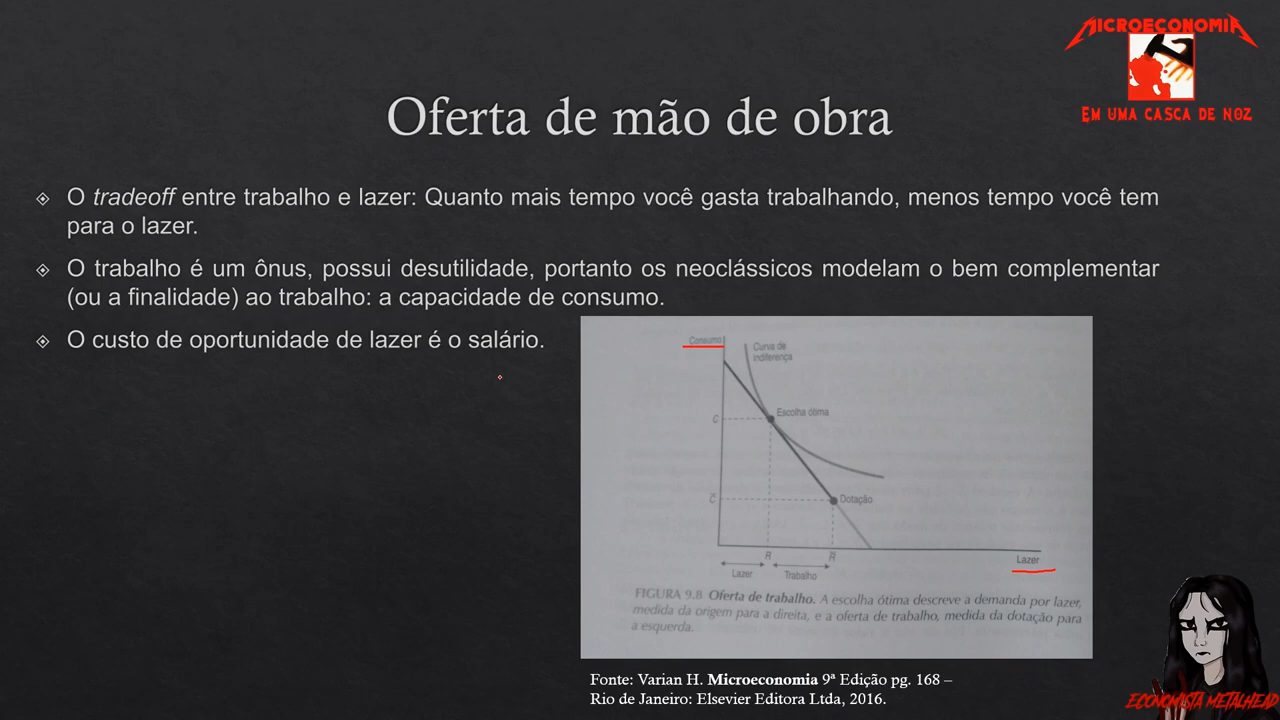 MICROECONOMIA
EM UMA CASCA DE NOZ
Oferta de mão de obra
O tradeoff entre trabalho e lazer: Quanto mais tempo você gasta trabalhando, menos tempo você tem
para o lazer.
O trabalho é um ônus, possui desutilidade, portanto os neoclássicos modelam o bem complementar
(ou a finalidade) ao trabalho: a capacidade de consumo.
O custo de oportunidade de lazer é o salário.
Consumo
Curva de
indiferença
Escolha ótima
C
Dotação
C̅
R
R̅
Lazer
Lazer
Trabalho
FIGURA 9.8 Oferta de trabalho. A escolha ótima descreve a demanda por lazer,
medida da origem para a direita, e a oferta de trabalho, medida da dotação para
a esquerda.
Fonte: Varian H. Microeconomia 9ª Edição pg. 168 –
Rio de Janeiro: Elsevier Editora Ltda, 2016.
ECONOMISTA METALHEAD